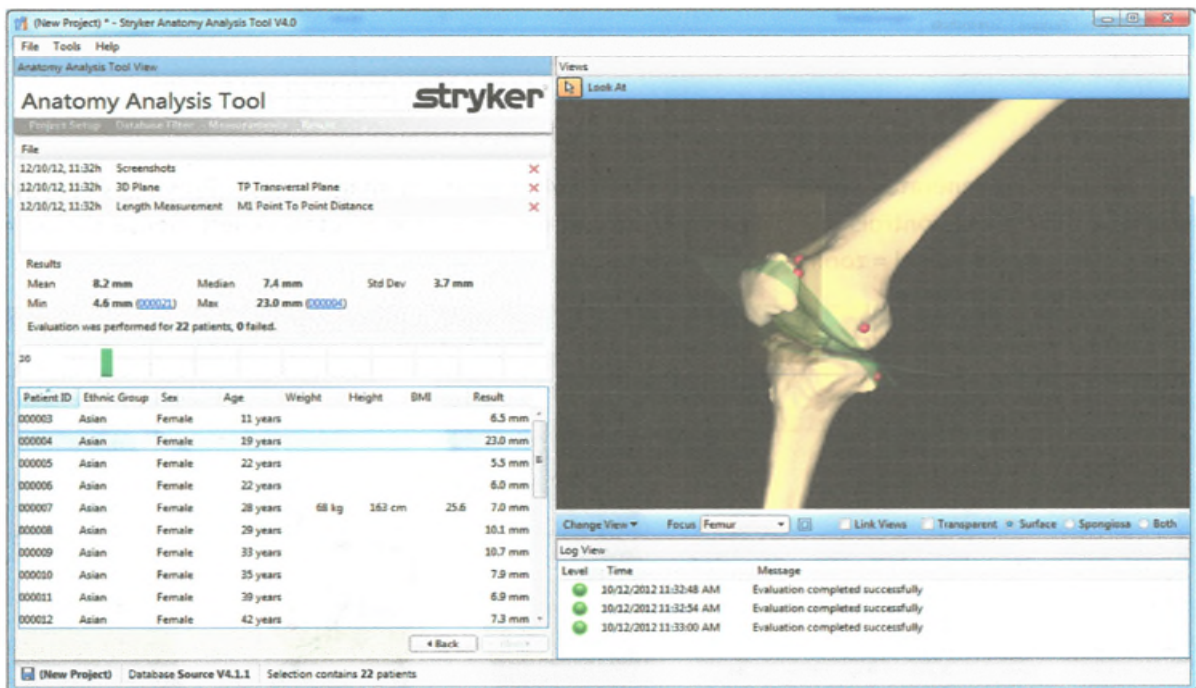 (New Project) * - Stryker Anatomy Analysis Tool V4.0
File Tools Help
Anatomy Analysis Tool View
Anatomy Analysis Tool
stryker
Project Setup Database Filter Measurements Result
File
12/10/12, 11:32h Screenshots
12/10/12, 11:32h 3D Plane TP Transversal Plane
12/10/12, 11:32h Length Measurement M1 Point To Point Distance
Results
Mean 8.2 mm Median 7.4 mm Std Dev 3.7 mm
Min 4.6 mm (000021) Max 23.0 mm (000004)
Evaluation was performed for 22 patients, 0 failed.
20
Patient ID Ethnic Group Sex Age Weight Height BMI Result
000003 Asian Female 11 years 6.5 mm
000004 Asian Female 19 years 23.0 mm
000005 Asian Female 22 years 5.5 mm
000006 Asian Female 22 years 6.0 mm
000007 Asian Female 28 years 68 kg 163 cm 25.6 7.0 mm
000008 Asian Female 29 years 10.1 mm
000009 Asian Female 33 years 10.7 mm
000010 Asian Female 35 years 7.9 mm
000011 Asian Female 39 years 6.9 mm
000012 Asian Female 42 years 7.3 mm
Back
Views
Look At
Change View Focus Femur Link Views Transparent Surface Spongiosa Both
Log View
Level Time Message
10/12/2012 11:32:48 AM Evaluation completed successfully
10/12/2012 11:32:54 AM Evaluation completed successfully
10/12/2012 11:33:00 AM Evaluation completed successfully
(New Project) Database Source V4.1.1 Selection contains 22 patients